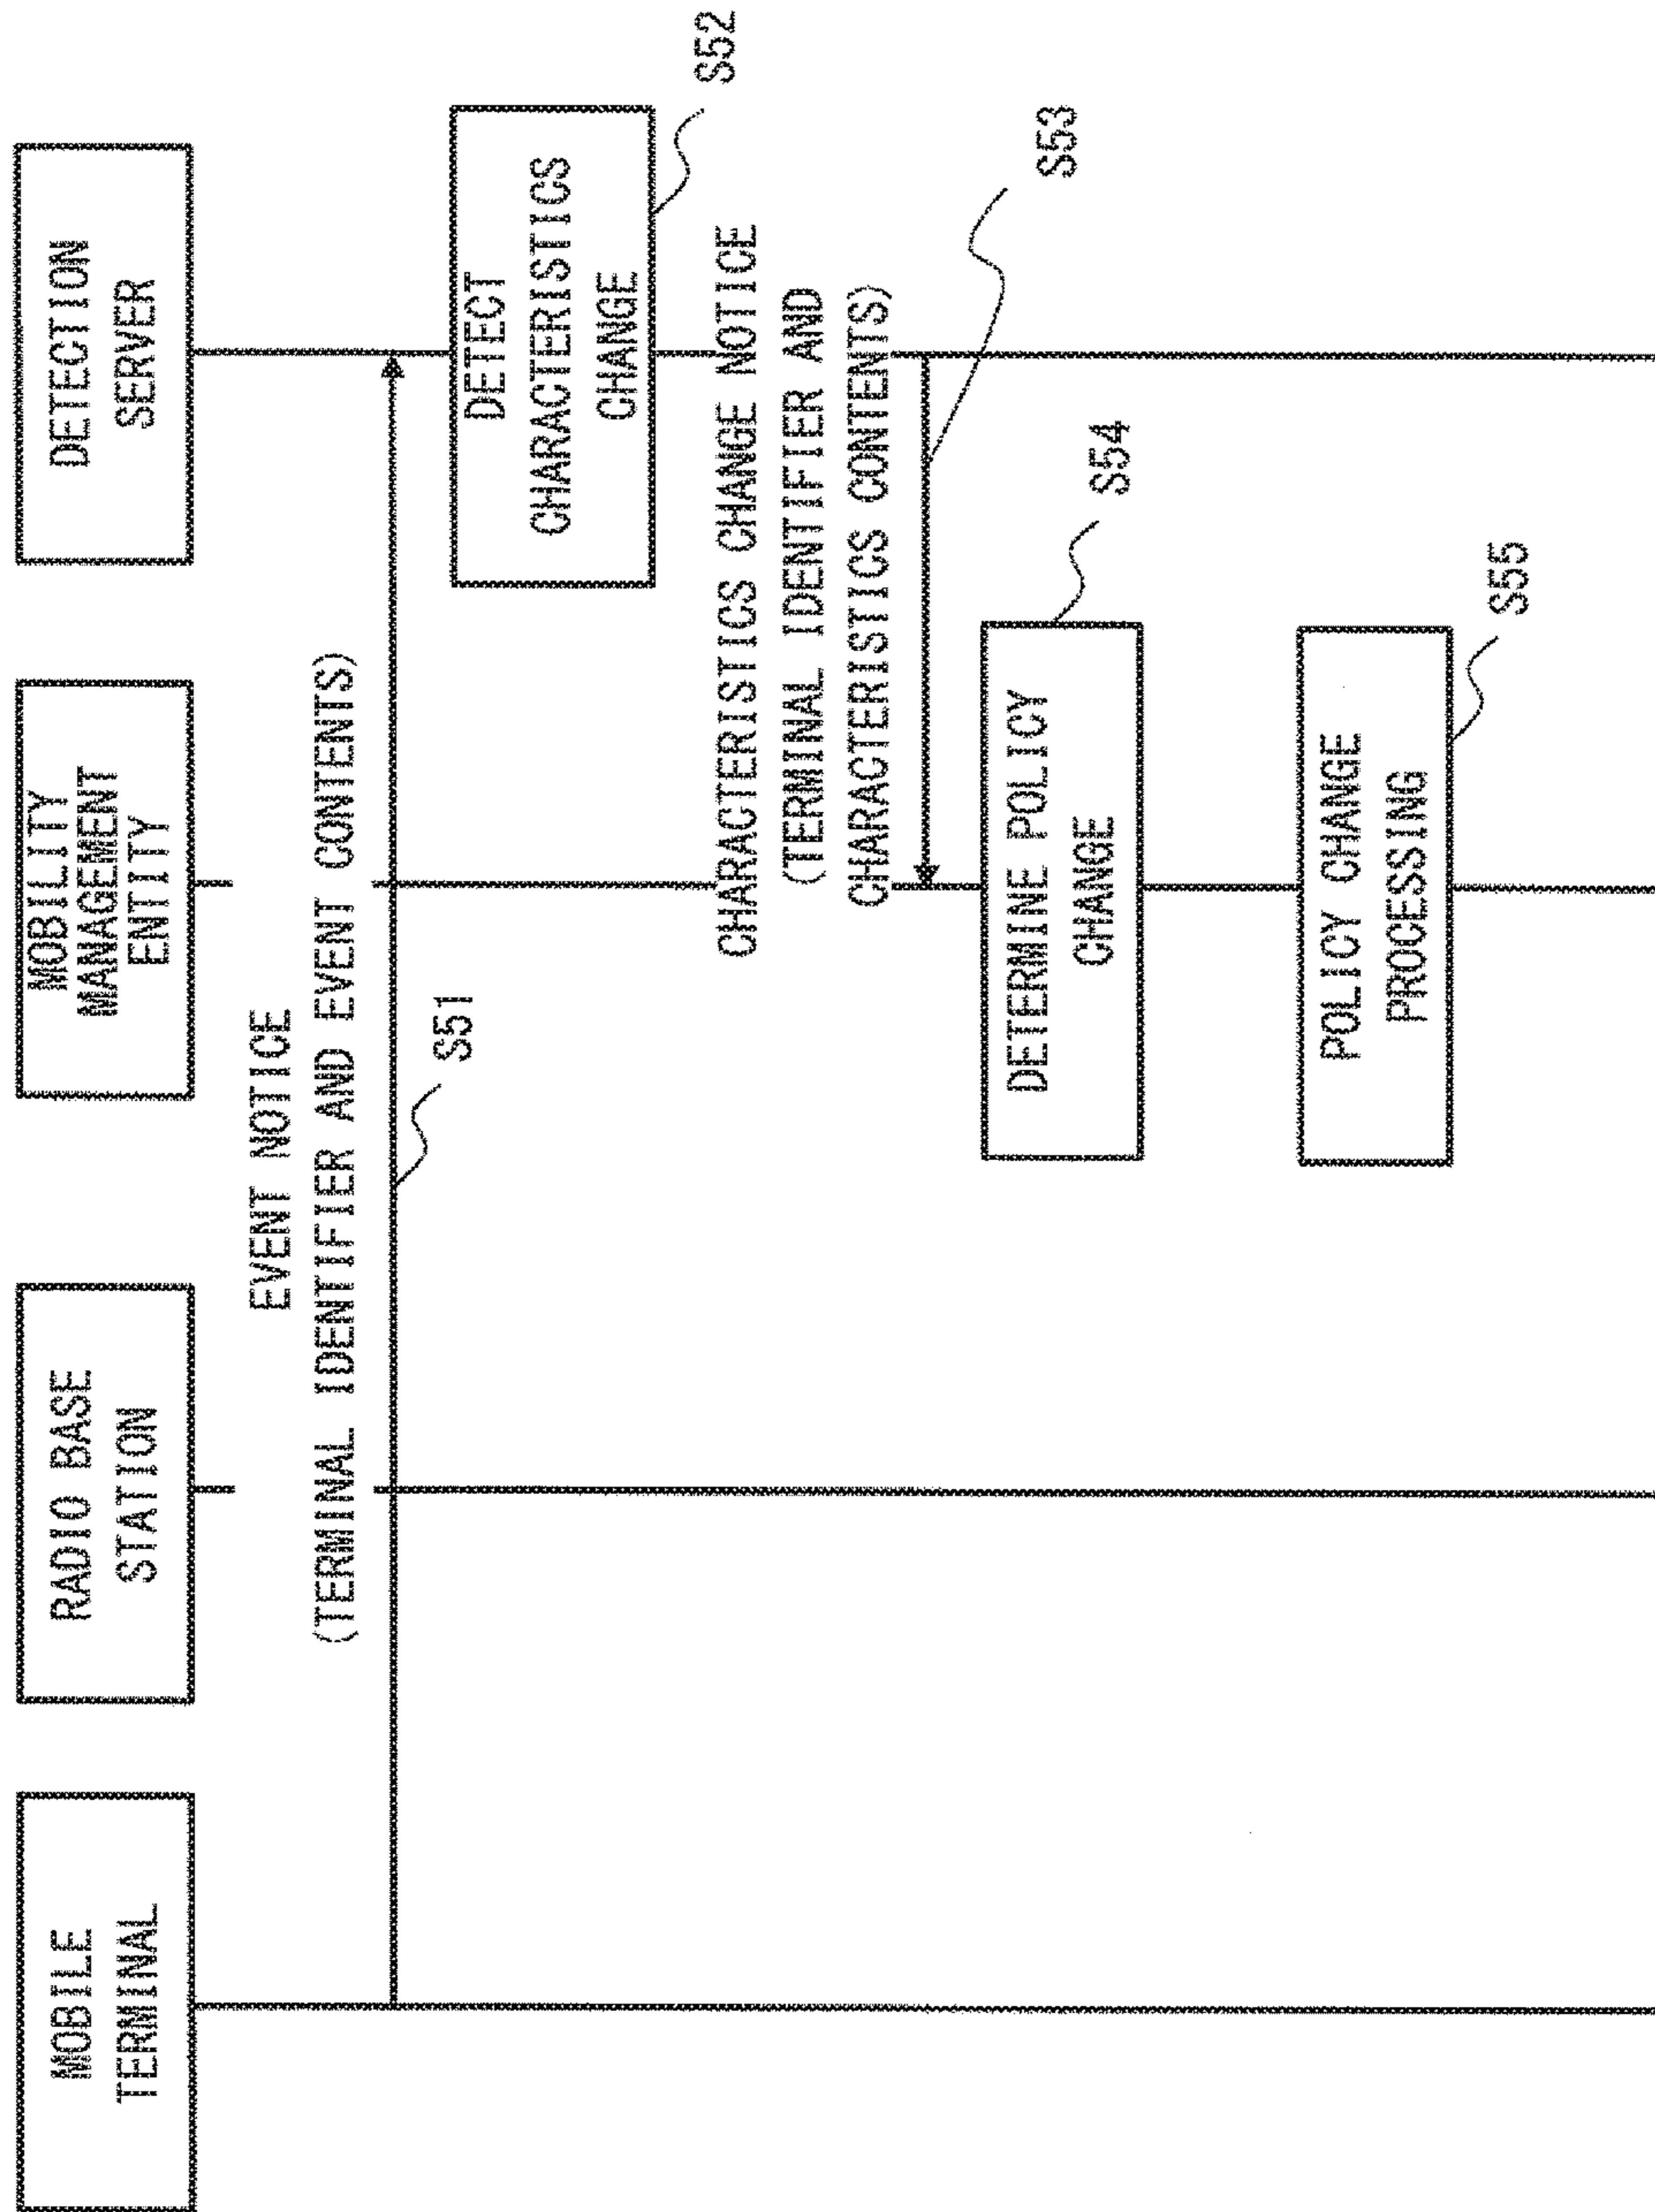 MOBILE
TERMINAL
RADIO BASE
STATION
MOBILITY
MANAGEMENT
ENTITY
DETECTION
SERVER
EVENT NOTICE
(TERMINAL IDENTIFIER AND EVENT CONTENTS)
S51
DETECT
CHARACTERISTICS
CHANGE
S52
CHARACTERISTICS CHANGE NOTICE
(TERMINAL IDENTIFIER AND
CHARACTERISTICS CONTENTS)
S53
DETERMINE POLICY
CHANGE
S54
POLICY CHANGE
PROCESSING
S55